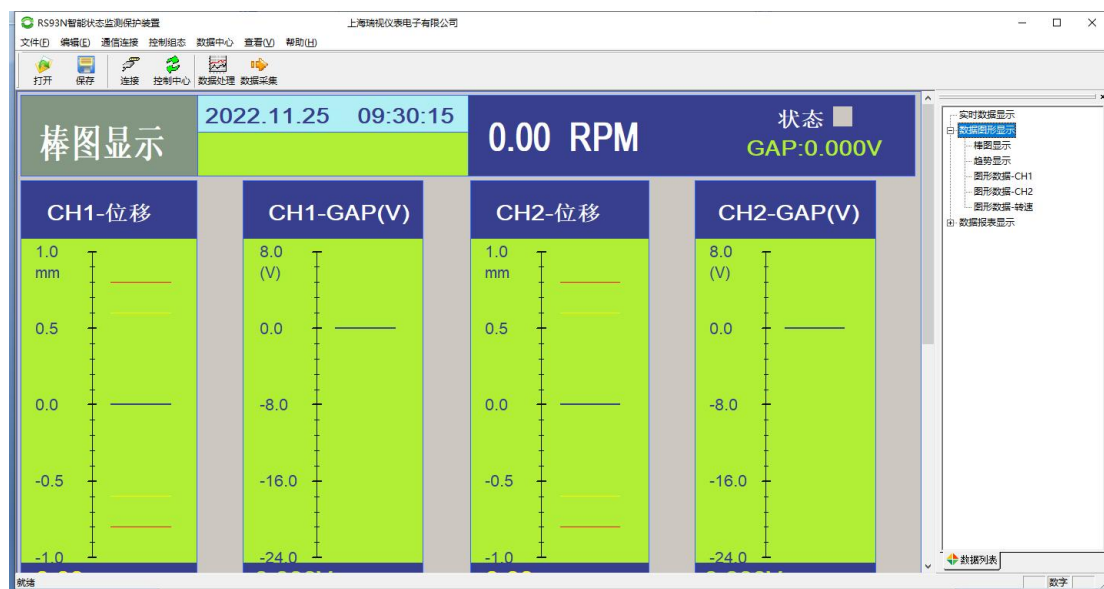 RS93N智能状态监测保护装置 上海瑞视仪表电子有限公司
文件(F) 编辑(E) 通信连接 控制组态 数据中心 查看(V) 帮助(H)
打开 保存 连接 控制中心 数据处理 数据采集
棒图显示
2022.11.25 09:30:15
0.00 RPM
状态
GAP:0.000V
CH1-位移
1.0
mm
0.5
0.0
-0.5
-1.0
CH1-GAP(V)
8.0
(V)
0.0
-8.0
-16.0
-24.0
CH2-位移
1.0
mm
0.5
0.0
-0.5
-1.0
CH2-GAP(V)
8.0
(V)
0.0
-8.0
-16.0
-24.0
实时数据显示
数据图形显示
棒图显示
趋势显示
图形数据-CH1
图形数据-CH2
图形数据-转速
数据报表显示
数据列表
就绪
数字